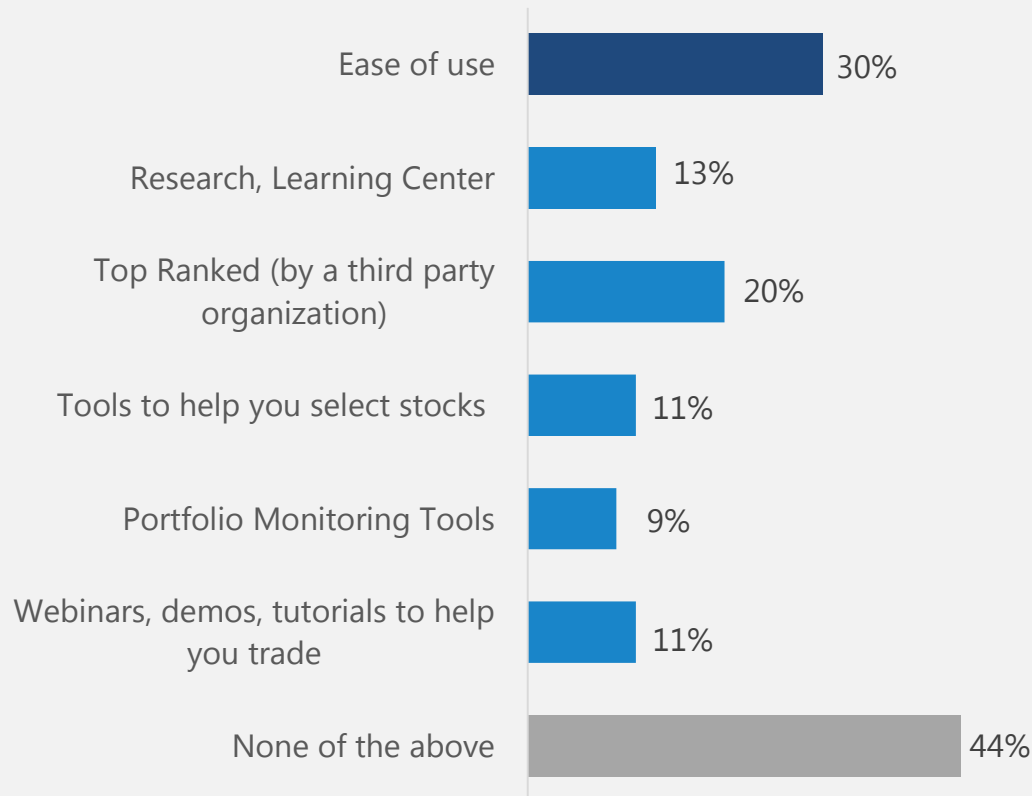 Ease of use
30%
Research, Learning Center
13%
Top Ranked (by a third party
organization)
20%
Tools to help you select stocks
11%
Portfolio Monitoring Tools
9%
Webinars, demos, tutorials to help
you trade
11%
None of the above
44%